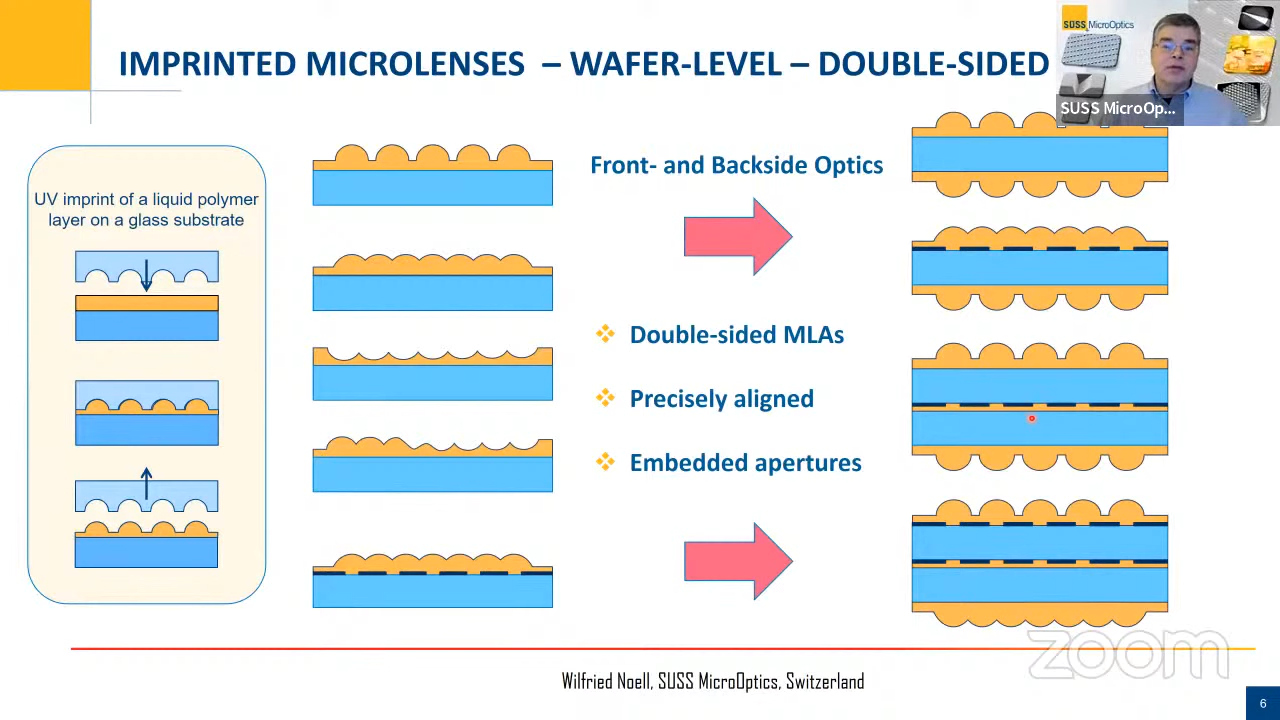 IMPRINTED MICROLENSES – WAFER-LEVEL – DOUBLE-SIDED
SUSS MicroOptics
SUSS MicroOp...
UV imprint of a liquid polymer
layer on a glass substrate
Front- and Backside Optics
Double-sided MLAs
Precisely aligned
Embedded apertures
zoom
Wilfried Noell, SUSS MicroOptics, Switzerland
6